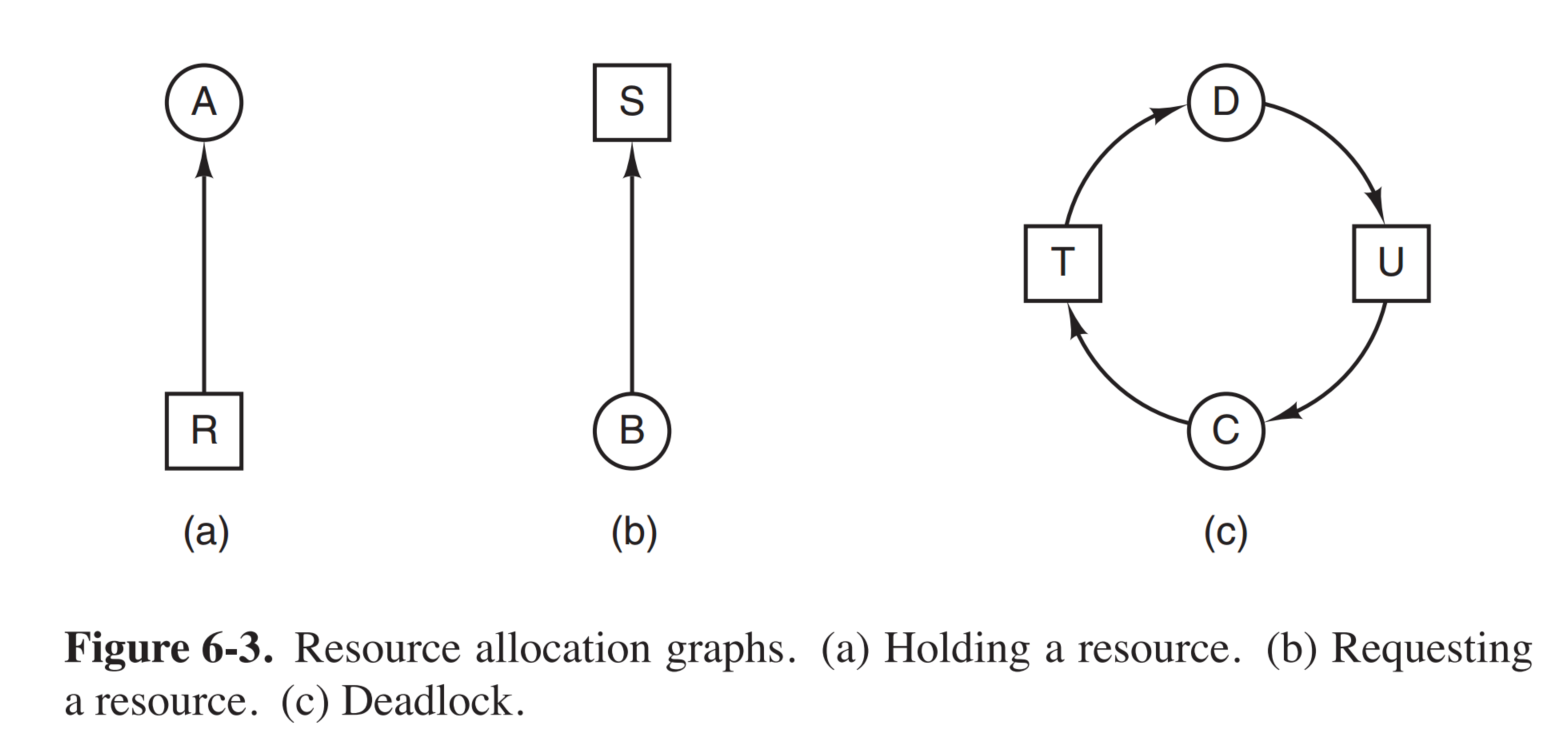 A
S
D
T
U
R
B
C
(a)
(b)
(c)
Figure 6-3. Resource allocation graphs. (a) Holding a resource. (b) Requesting
a resource. (c) Deadlock.